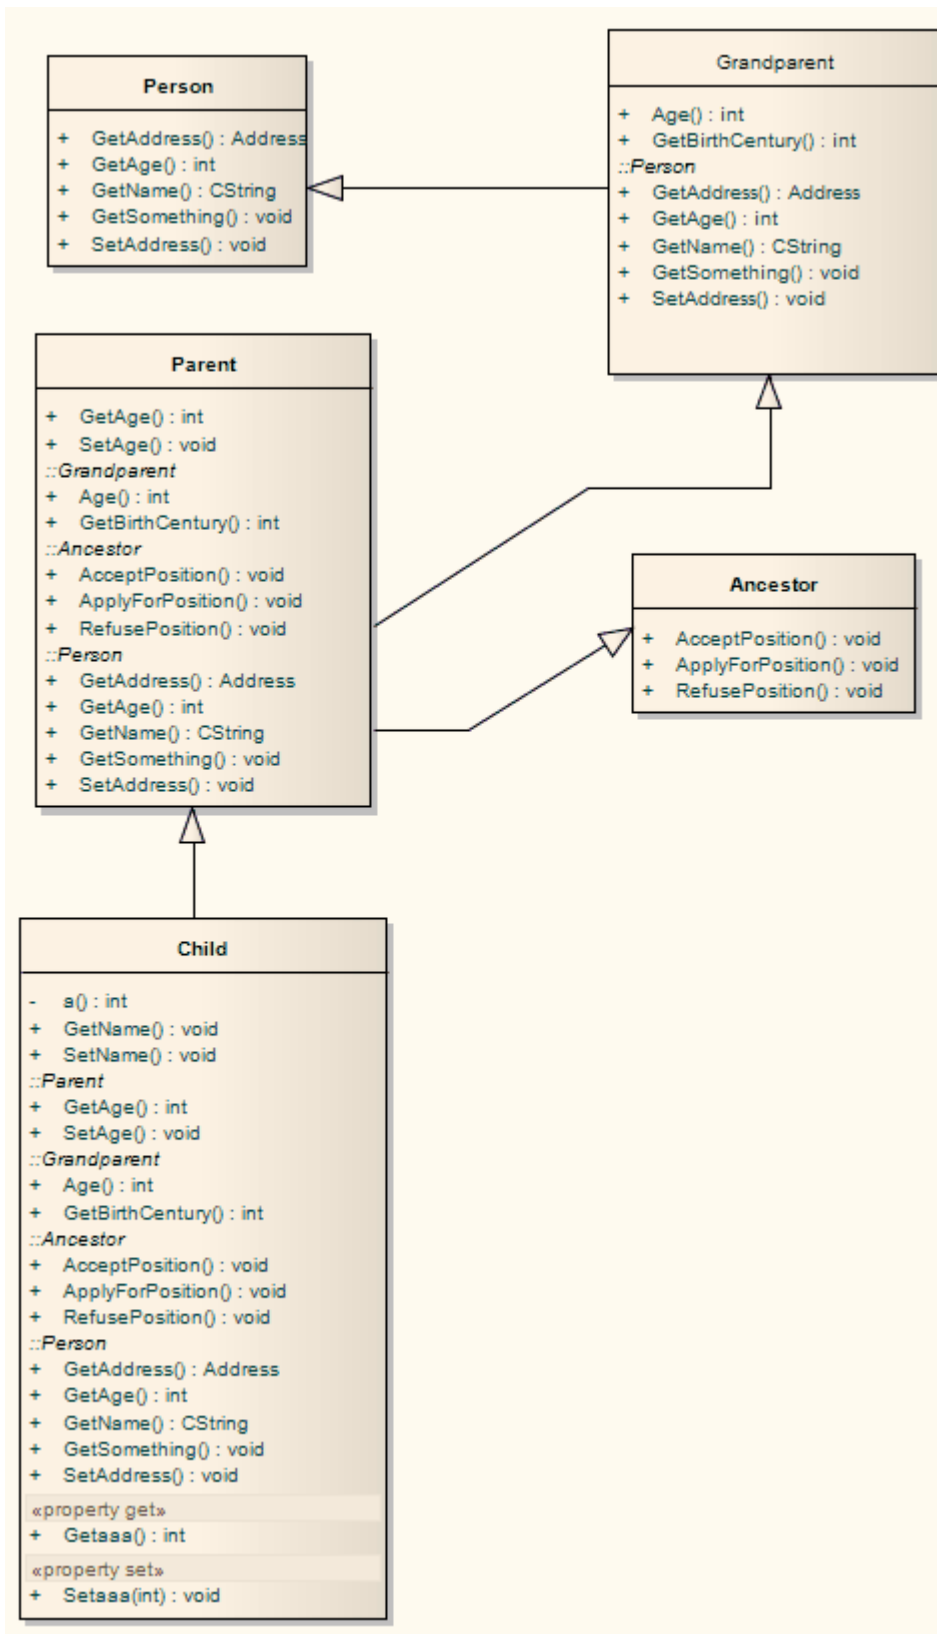 Person
+ GetAddress() : Address
+ GetAge() : int
+ GetName() : CString
+ GetSomething() : void
+ SetAddress() : void
Grandparent
+ Age() : int
+ GetBirthCentury() : int
::Person
+ GetAddress() : Address
+ GetAge() : int
+ GetName() : CString
+ GetSomething() : void
+ SetAddress() : void
Parent
+ GetAge() : int
+ SetAge() : void
::Grandparent
+ Age() : int
+ GetBirthCentury() : int
::Ancestor
+ AcceptPosition() : void
+ ApplyForPosition() : void
+ RefusePosition() : void
::Person
+ GetAddress() : Address
+ GetAge() : int
+ GetName() : CString
+ GetSomething() : void
+ SetAddress() : void
Ancestor
+ AcceptPosition() : void
+ ApplyForPosition() : void
+ RefusePosition() : void
Child
- a() : int
+ GetName() : void
+ SetName() : void
::Parent
+ GetAge() : int
+ SetAge() : void
::Grandparent
+ Age() : int
+ GetBirthCentury() : int
::Ancestor
+ AcceptPosition() : void
+ ApplyForPosition() : void
+ RefusePosition() : void
::Person
+ GetAddress() : Address
+ GetAge() : int
+ GetName() : CString
+ GetSomething() : void
+ SetAddress() : void
«property get»
+ Getaaa() : int
«property set»
+ Setaaa(int) : void